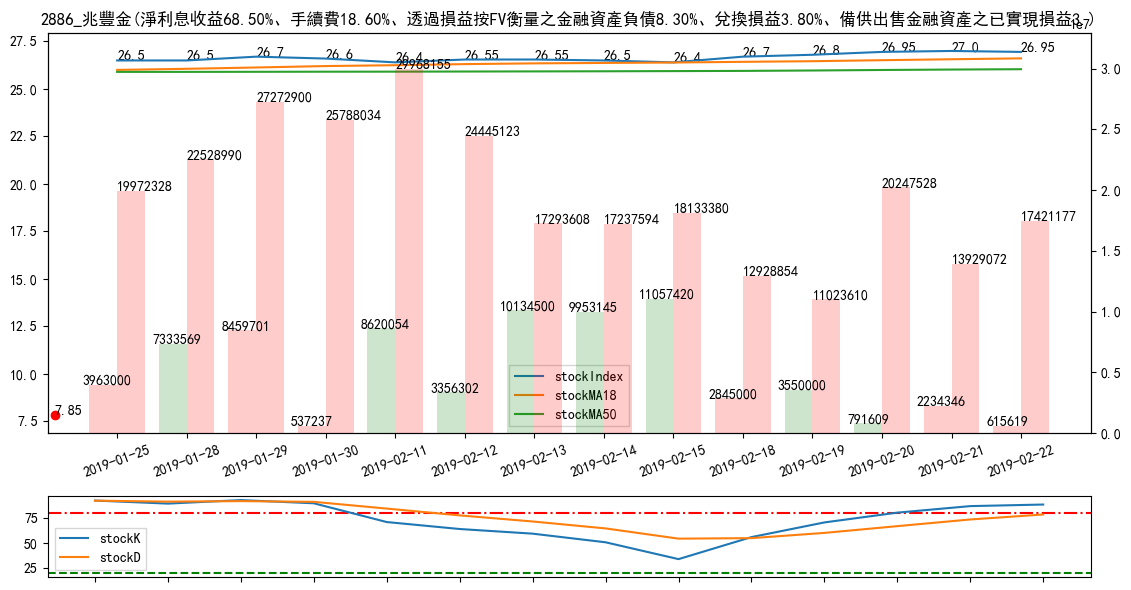 2886_兆豐金(淨利息收益68.50%、手續費18.60%、透過損益按FV衡量之金融資產負債8.30%、兌換損益3.80%、備供出售金融資產之已實現損益3.)
1e7
27.5
25.0
22.5
20.0
17.5
15.0
12.5
10.0
7.5
3.0
2.5
2.0
1.5
1.0
0.5
0.0
26.5 26.5 26.7 26.6 26.4 26.55 26.55 26.5 26.4 26.7 26.8 26.95 27.0 26.95
19972328 22528990 27272900 25788034 29968155 24445123 17293608 17237594 18133380 12928854 11023610 20247528 13929072 17421177
3963000 7333569 8459701 537237 8620054 3356302 10134500 9953145 11057420 2845000 3550000 791609 2234346 615619
7.85
stockIndex
stockMA18
stockMA50
2019-01-25 2019-01-28 2019-01-29 2019-01-30 2019-02-11 2019-02-12 2019-02-13 2019-02-14 2019-02-15 2019-02-18 2019-02-19 2019-02-20 2019-02-21 2019-02-22
75
50
25
stockK
stockD